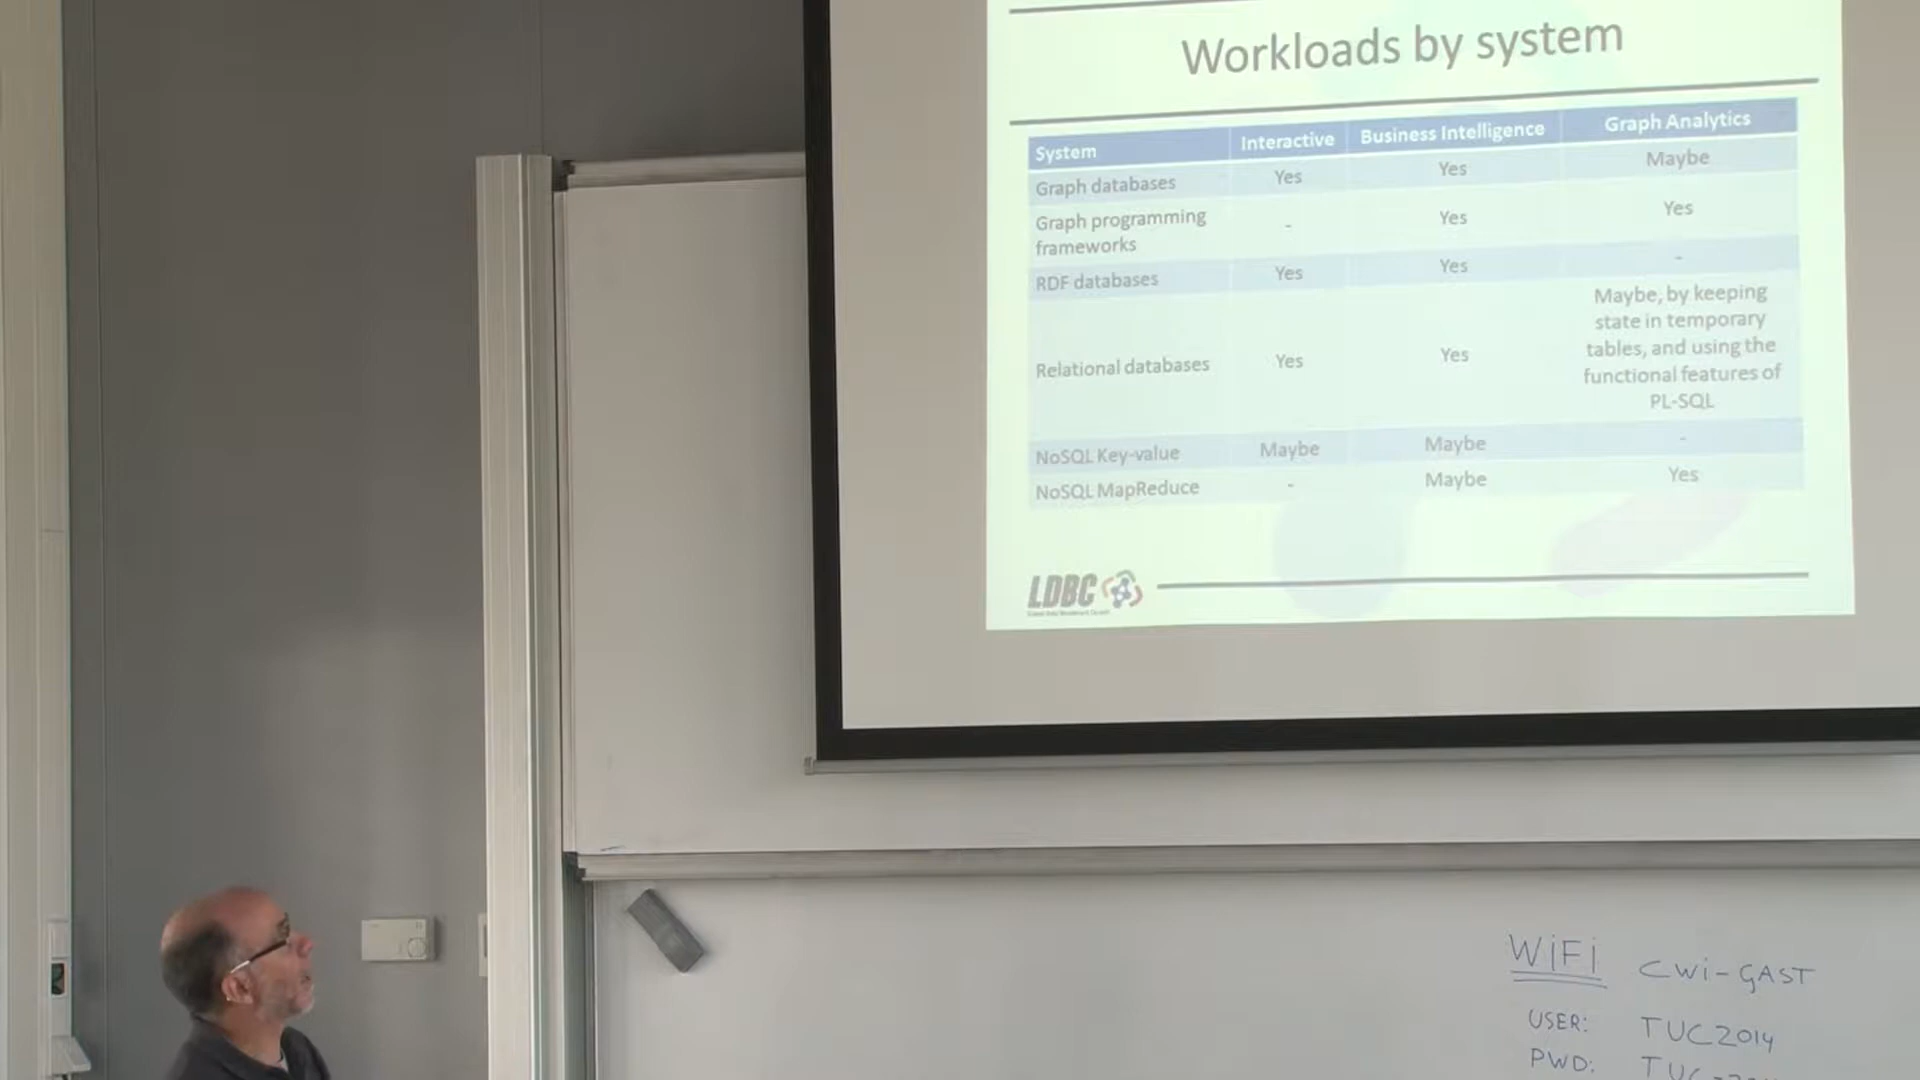 Workloads by system
System Interactive Business Intelligence Graph Analytics
Graph databases Yes Yes Maybe
Graph programming frameworks - Yes Yes
RDF databases Yes Yes -
Relational databases Yes Yes Maybe, by keeping
state in temporary
tables, and using the
functional features of
PL-SQL
NoSQL Key-value Maybe Maybe -
NoSQL MapReduce - Maybe Yes
LDBC
WiFi CWi-GAST
USER: TUC2014
PWD: